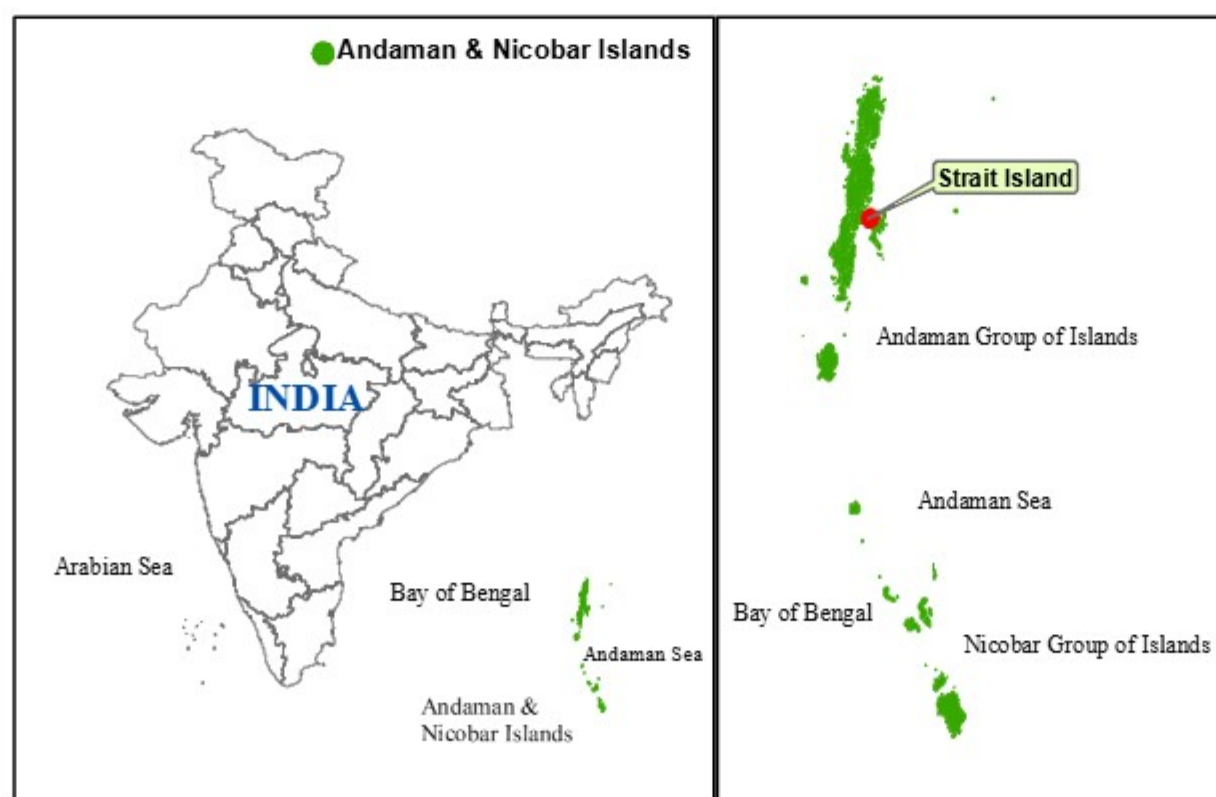 Andaman & Nicobar Islands
INDIA
Arabian Sea
Bay of Bengal
Andaman Sea
Andaman &
Nicobar Islands
Strait Island
Andaman Group of Islands
Andaman Sea
Bay of Bengal
Nicobar Group of Islands